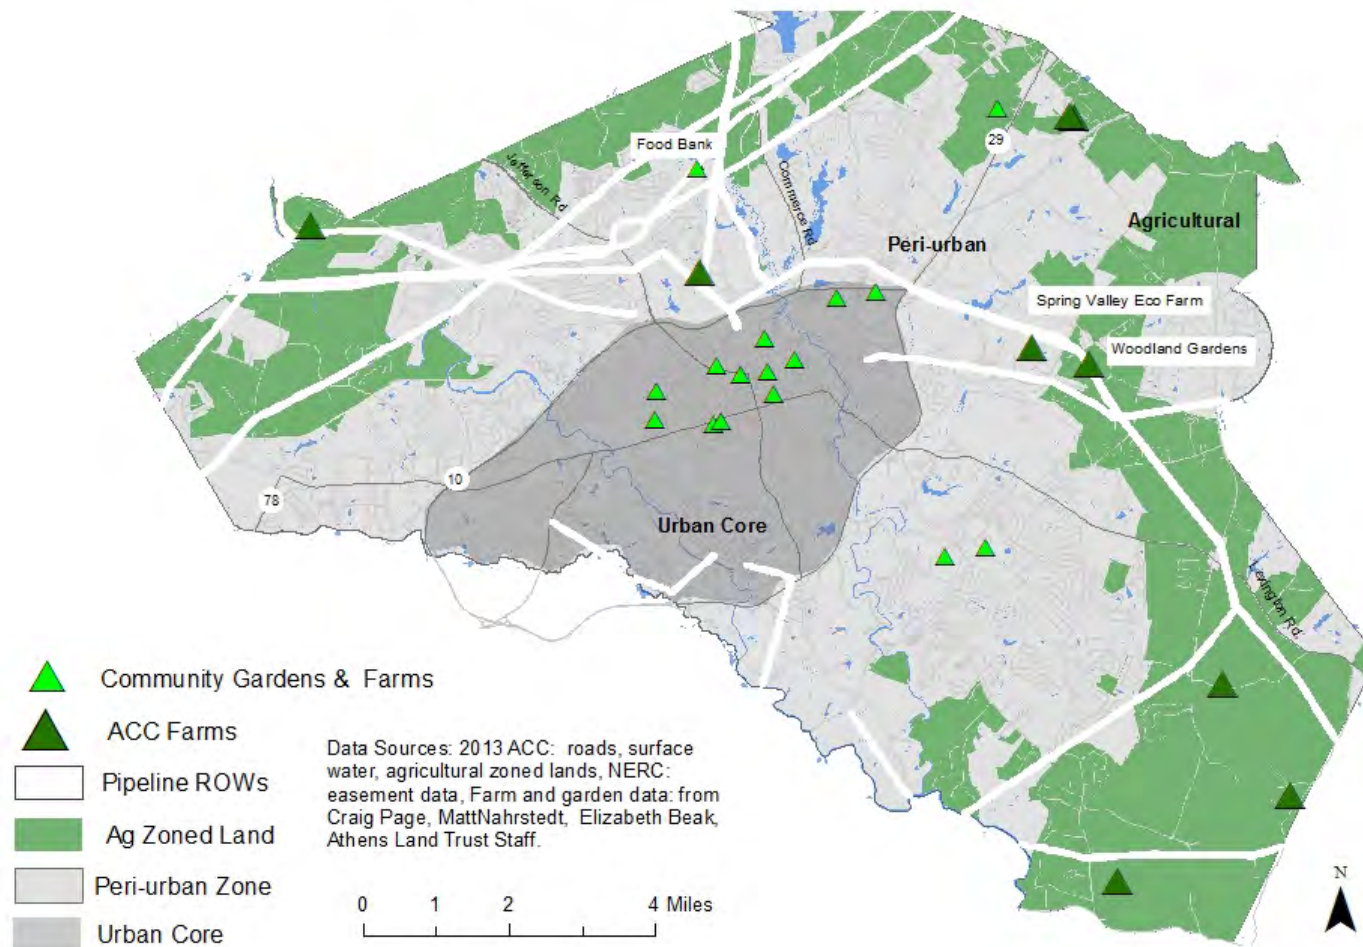 Food Bank
Jefferson Rd
Commerce Rd
29
Agricultural
Peri-urban
Spring Valley Eco Farm
Woodland Gardens
10
78
Urban Core
Lexington Rd.
Community Gardens & Farms
ACC Farms
Pipeline ROWs
Ag Zoned Land
Peri-urban Zone
Urban Core
Data Sources: 2013 ACC: roads, surface
water, agricultural zoned lands, NERC:
easement data, Farm and garden data: from
Craig Page, MattNahrstedt, Elizabeth Beak,
Athens Land Trust Staff.
0 1 2 4 Miles
N